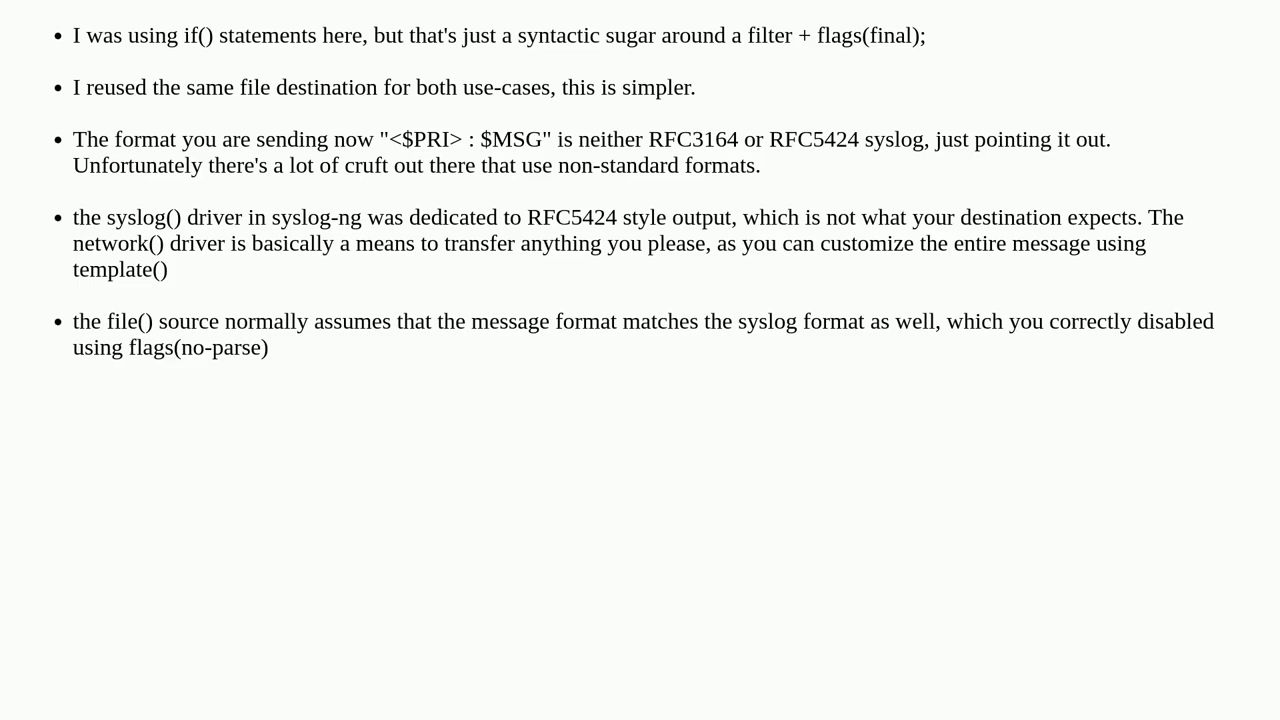 • I was using if() statements here, but that's just a syntactic sugar around a filter + flags(final);
• I reused the same file destination for both use-cases, this is simpler.
• The format you are sending now "<$PRI> : $MSG" is neither RFC3164 or RFC5424 syslog, just pointing it out.
Unfortunately there's a lot of cruft out there that use non-standard formats.
• the syslog() driver in syslog-ng was dedicated to RFC5424 style output, which is not what your destination expects. The
network() driver is basically a means to transfer anything you please, as you can customize the entire message using
template()
• the file() source normally assumes that the message format matches the syslog format as well, which you correctly disabled
using flags(no-parse)